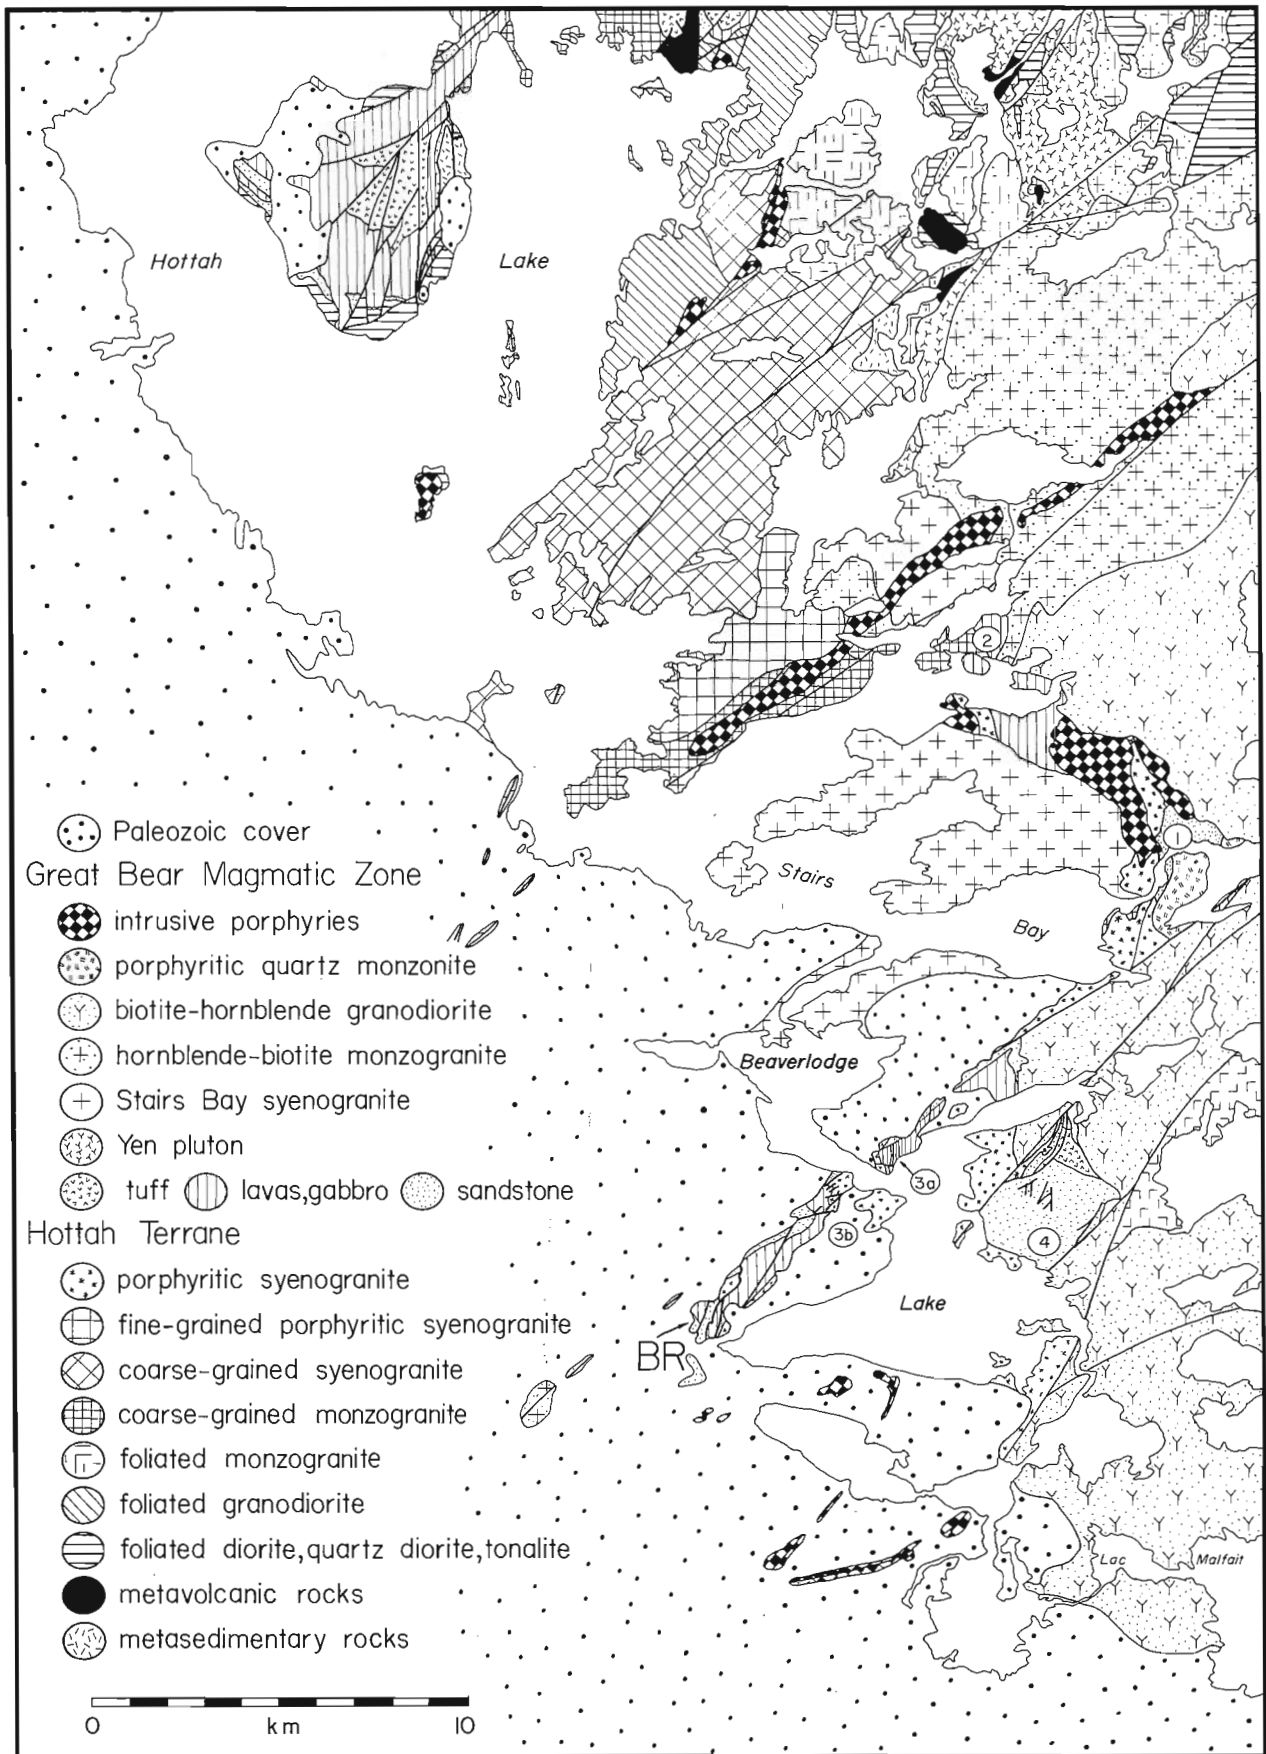 Hottah Lake
2
1
Stairs
Bay
Beaverlodge
3a
3b
4
Lake
BR
Lac Malfait
Paleozoic cover
Great Bear Magmatic Zone
intrusive porphyries
porphyritic quartz monzonite
biotite-hornblende granodiorite
hornblende-biotite monzogranite
Stairs Bay syenogranite
Yen pluton
tuff lavas,gabbro sandstone
Hottah Terrane
porphyritic syenogranite
fine-grained porphyritic syenogranite
coarse-grained syenogranite
coarse-grained monzogranite
foliated monzogranite
foliated granodiorite
foliated diorite,quartz diorite,tonalite
metavolcanic rocks
metasedimentary rocks
0 km 10